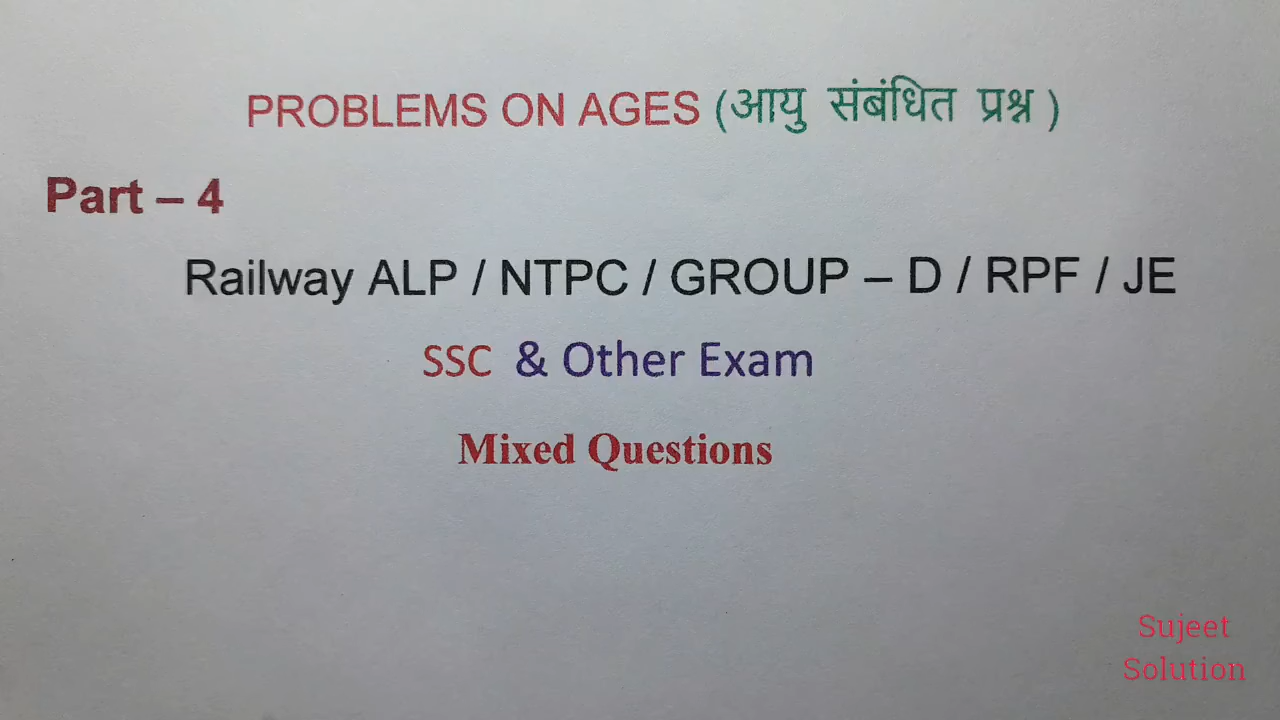 PROBLEMS ON AGES (आयु संबंधित प्रश्न )
Part – 4
Railway ALP / NTPC / GROUP – D / RPF / JE
SSC & Other Exam
Mixed Questions
Sujeet
Solution